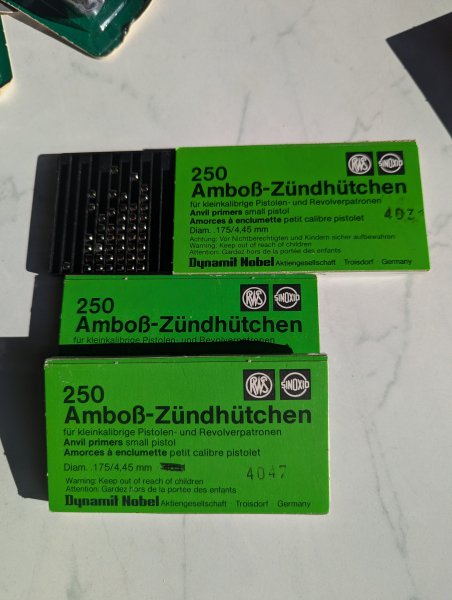 250
Amboß-Zündhütchen
RWS
SINOXID
für kleinkalibrige Pistolen- und Revolverpatronen
Anvil primers small pistol
Amorces à enclumette petit calibre pistolet
Diam. .175/4,45 mm
Achtung: Vor Nichtberechtigten und Kindern sicher aufbewahren
Warning: Keep out of reach of children
Attention: Gardez hors de la portée des enfants
Dynamit Nobel Aktiengesellschaft · Troisdorf · Germany
250
Amboß-Zündhütchen
RWS
SINOXID
für kleinkalibrige Pistolen- und Revolverpatronen
250
Amboß-Zündhütchen
RWS
SINOXID
für kleinkalibrige Pistolen- und Revolverpatronen
Anvil primers small pistol
Amorces à enclumette petit calibre pistolet
Diam. .175/4,45 mm
4047
Warning: Keep out of reach of children
Attention: Gardez hors de la portée des enfants
Dynamit Nobel Aktiengesellschaft · Troisdorf · Germany